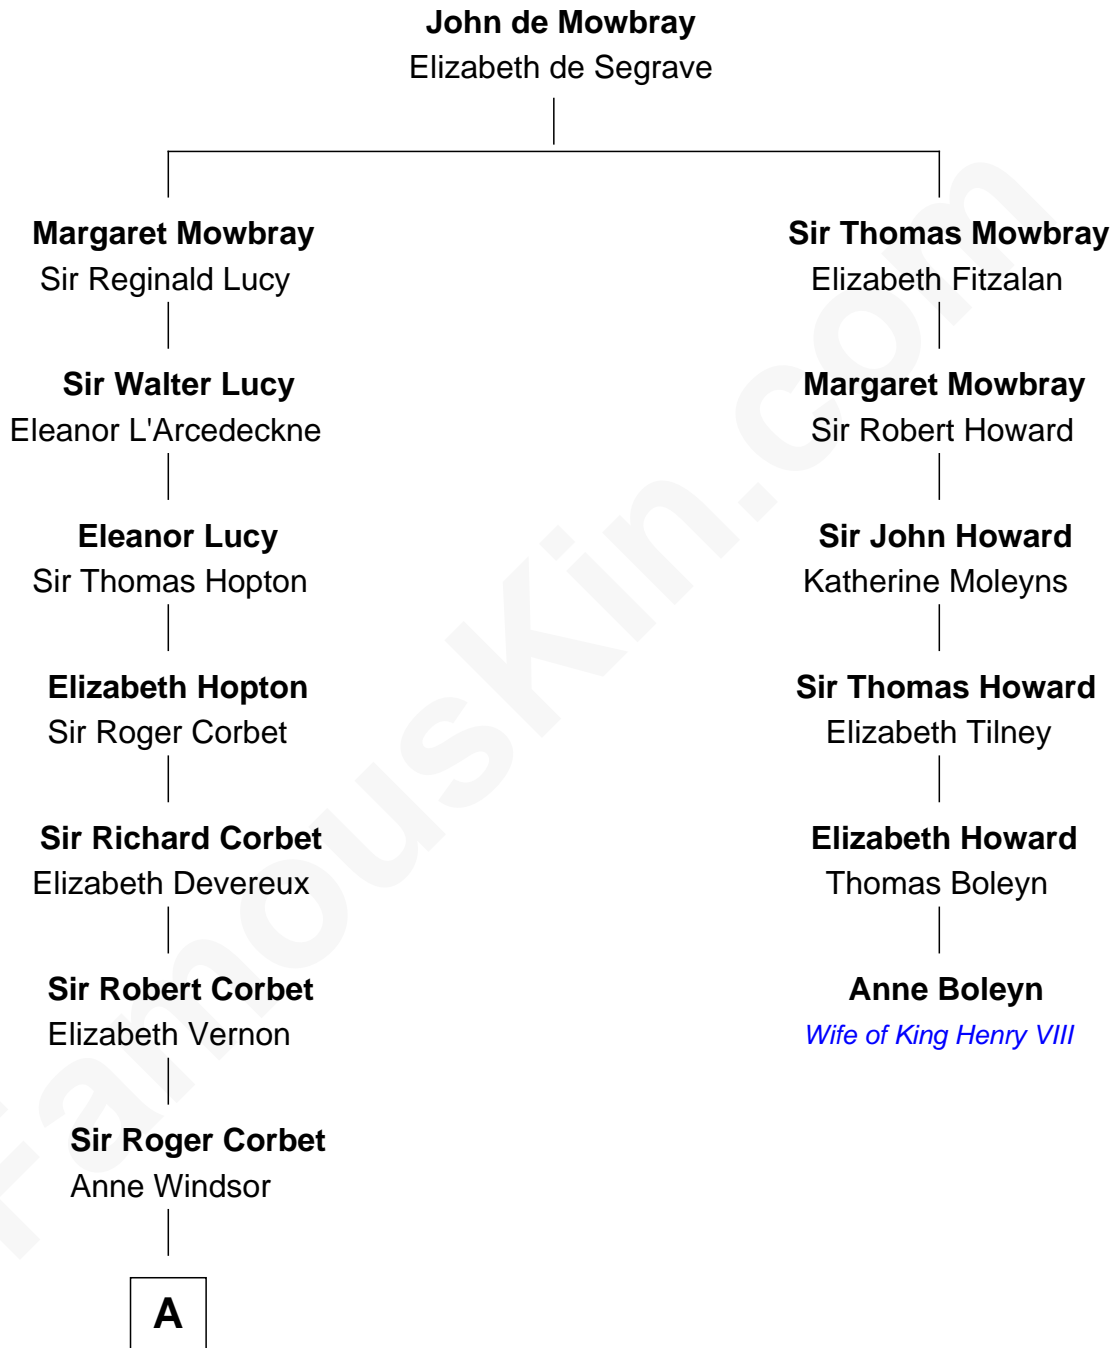 John de Mowbray
Elizabeth de Segrave
Margaret Mowbray
Sir Reginald Lucy
Sir Thomas Mowbray
Elizabeth Fitzalan
Sir Walter Lucy
Eleanor L'Arcedeckne
Margaret Mowbray
Sir Robert Howard
Eleanor Lucy
Sir Thomas Hopton
Sir John Howard
Katherine Moleyns
Elizabeth Hopton
Sir Roger Corbet
Sir Thomas Howard
Elizabeth Tilney
Sir Richard Corbet
Elizabeth Devereux
Elizabeth Howard
Thomas Boleyn
Sir Robert Corbet
Elizabeth Vernon
Anne Boleyn
Wife of King Henry VIII
Sir Roger Corbet
Anne Windsor
A
FamousKin.com